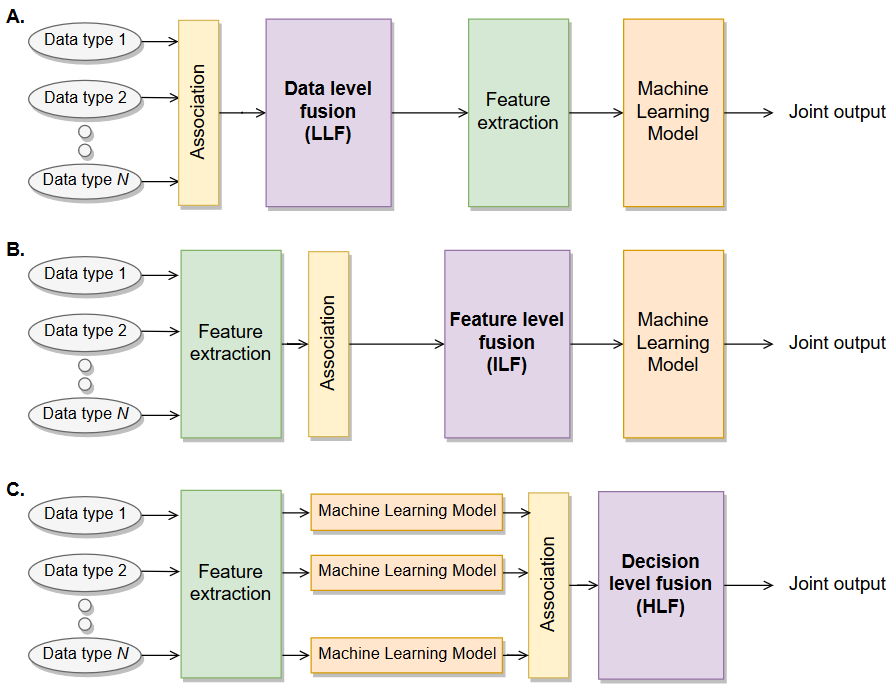 A.
Data type 1
Data type 2
Data type N
Association
Data level
fusion
(LLF)
Feature
extraction
Machine
Learning
Model
Joint output
B.
Data type 1
Data type 2
Data type N
Feature
extraction
Association
Feature level
fusion
(ILF)
Machine
Learning
Model
Joint output
C.
Data type 1
Data type 2
Data type N
Feature
extraction
Machine Learning Model
Machine Learning Model
Machine Learning Model
Association
Decision
level fusion
(HLF)
Joint output